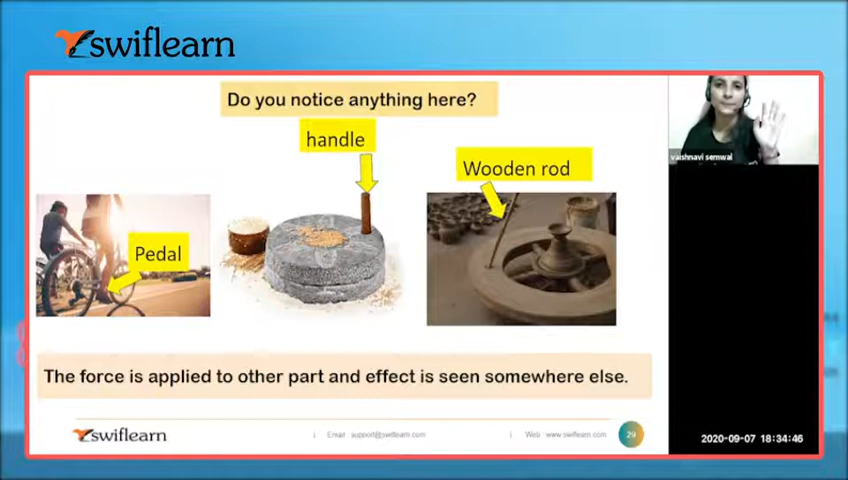 swiflearn
Do you notice anything here?
handle
Wooden rod
vaishnavi semwal
Pedal
The force is applied to other part and effect is seen somewhere else.
swiflearn
Email : support@swiflearn.com
Web : www.swiflearn.com
29
2020-09-07 18:34:46